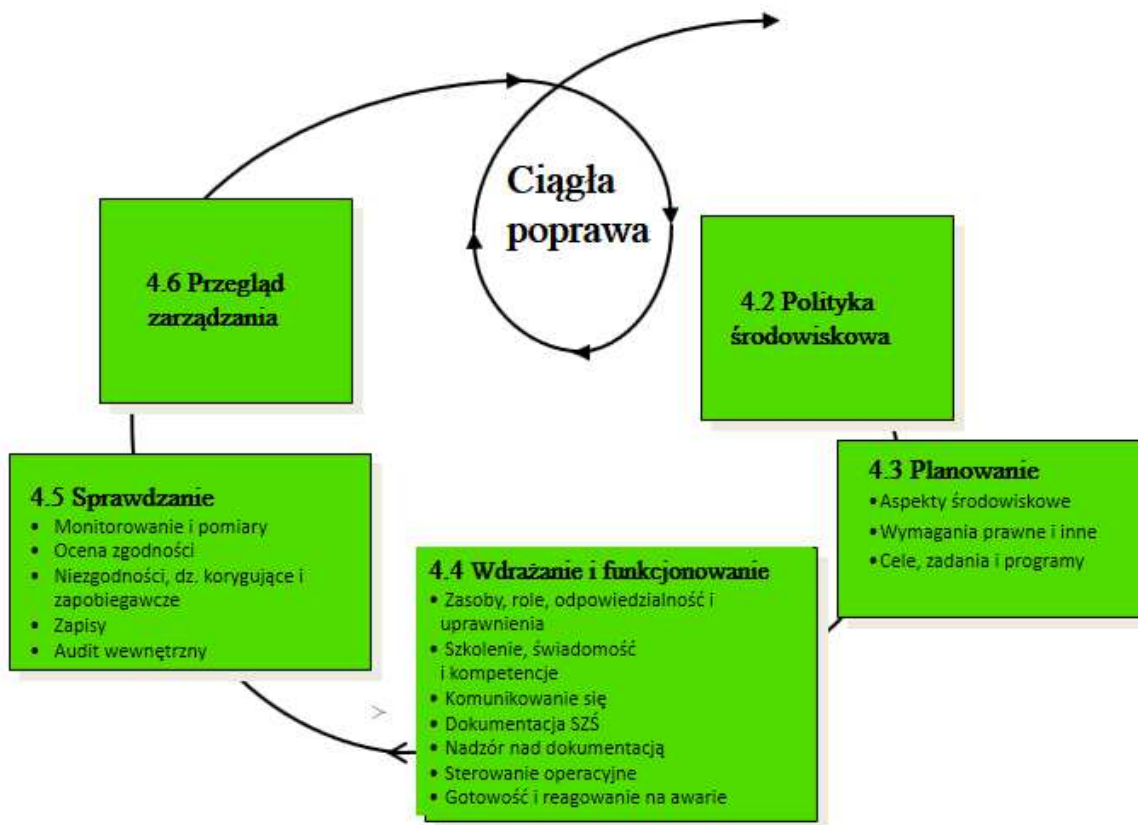 Ciągła
poprawa
4.6 Przegląd
zarządzania
4.2 Polityka
środowiskowa
4.3 Planowanie
•Aspekty środowiskowe
•Wymagania prawne i inne
•Cele, zadania i programy
4.4 Wdrażanie i funkcjonowanie
• Zasoby, role, odpowiedzialność i
uprawnienia
• Szkolenie, świadomość
i kompetencje
• Komunikowanie się
• Dokumentacja SZŚ
• Nadzór nad dokumentacją
• Sterowanie operacyjne
• Gotowość i reagowanie na awarie
4.5 Sprawdzanie
• Monitorowanie i pomiary
• Ocena zgodności
• Niezgodności, dz. korygujące i
zapobiegawcze
• Zapisy
• Audit wewnętrzny